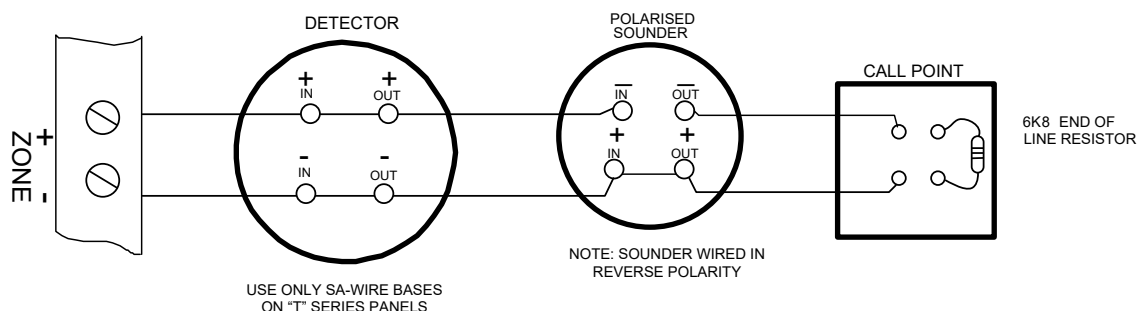 DETECTOR
POLARISED
SOUNDER
CALL POINT
+ +
IN OUT
- -
IN OUT
– –
IN OUT
+ +
IN OUT
ZONE
+
-
6K8 END OF
LINE RESISTOR
NOTE: SOUNDER WIRED IN
REVERSE POLARITY
USE ONLY SA-WIRE BASES
ON “T” SERIES PANELS